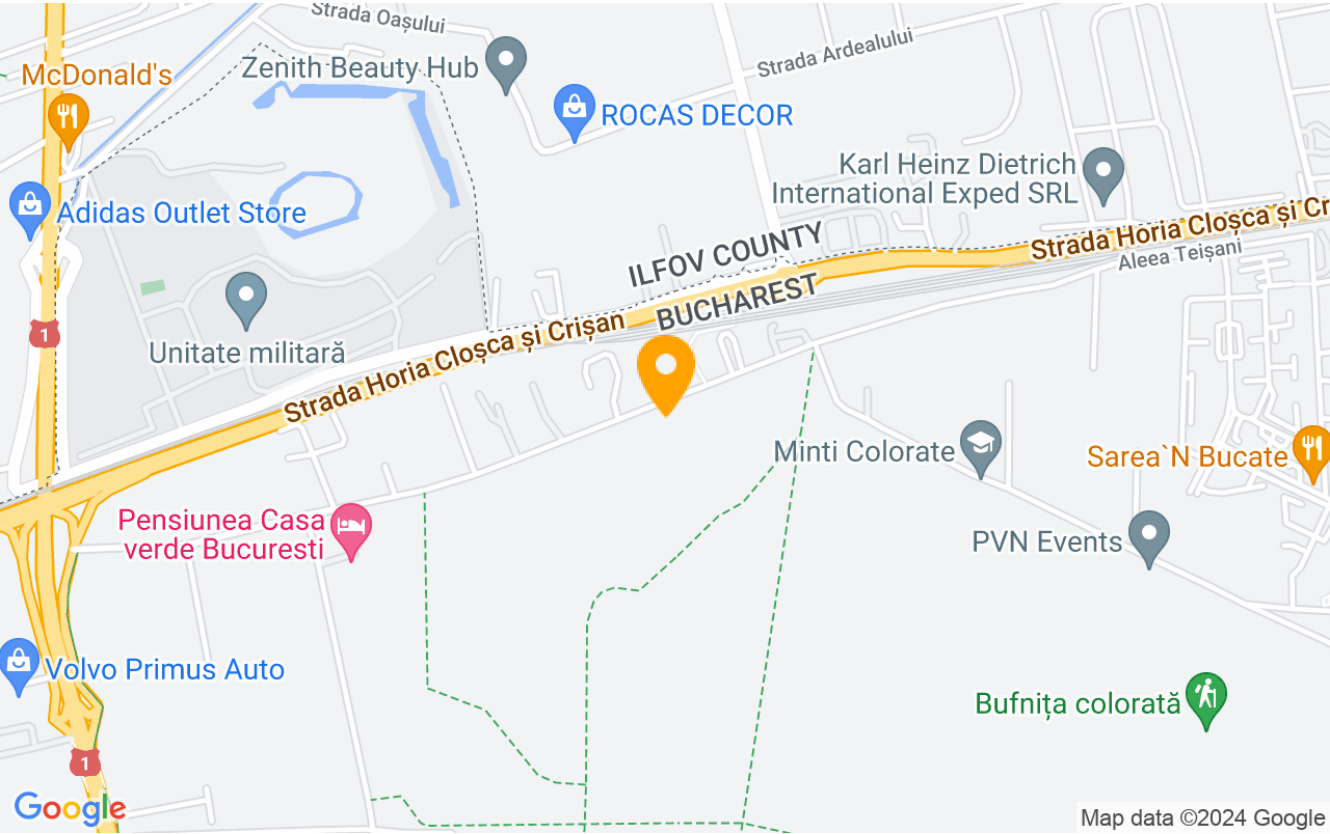 Strada Oașului
McDonald's
Zenith Beauty Hub
Strada Ardealului
ROCAS DECOR
Karl Heinz Dietrich
International Exped SRL
Adidas Outlet Store
Strada Horia Cloșca și Cr
ILFOV COUNTY
Aleea Teișani
BUCHAREST
1
Unitate militară
Strada Horia Cloșca și Crișan
Minti Colorate
Sarea`N Bucate
Pensiunea Casa
verde Bucuresti
PVN Events
Volvo Primus Auto
Bufnița colorată
1
Google
Map data ©2024 Google